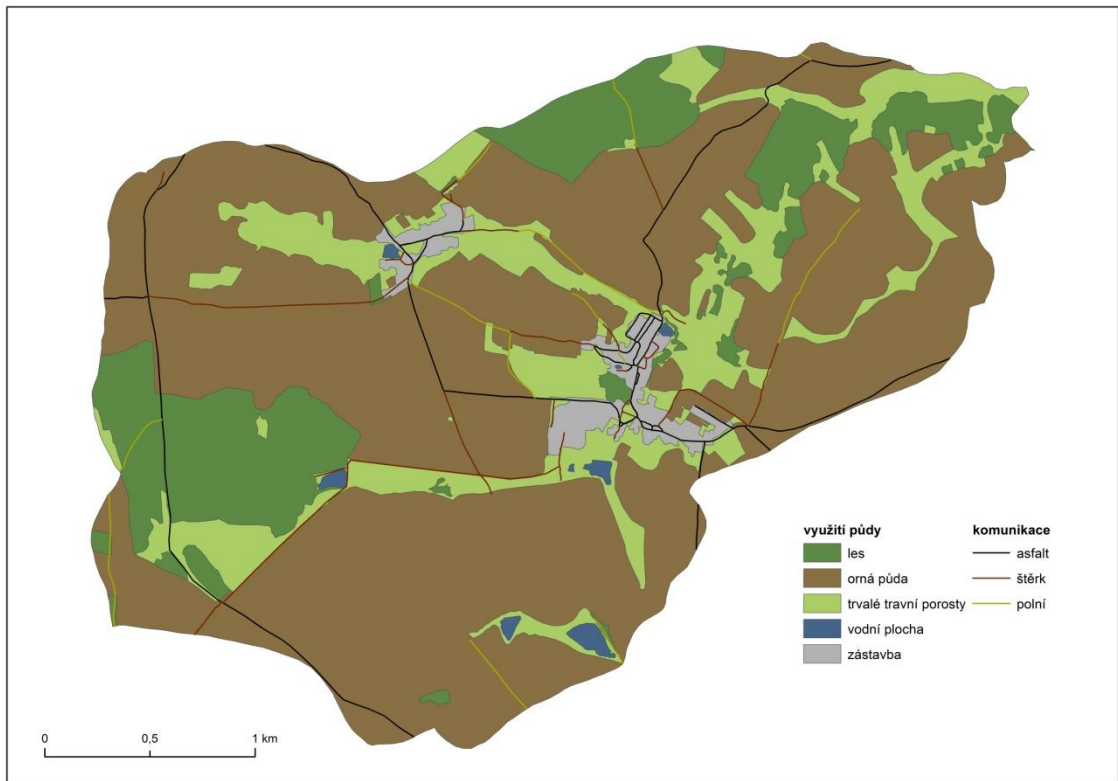 využití půdy
les
orná půda
trvalé travní porosty
vodní plocha
zástavba
komunikace
asfalt
štěrk
polní
0
0,5
1 km